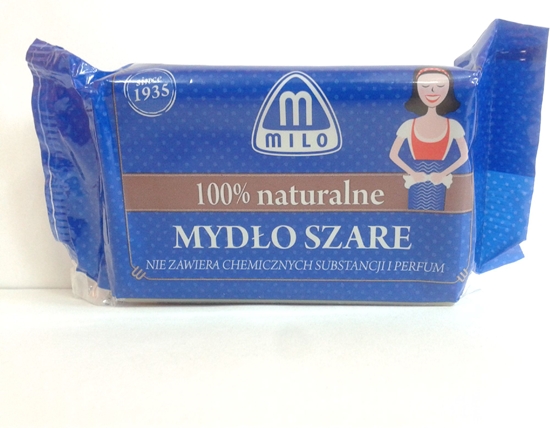 since
1935
m
MILO
100% naturalne
MYDŁO SZARE
NIE ZAWIERA CHEMICZNYCH SUBSTANCJI I PERFUM